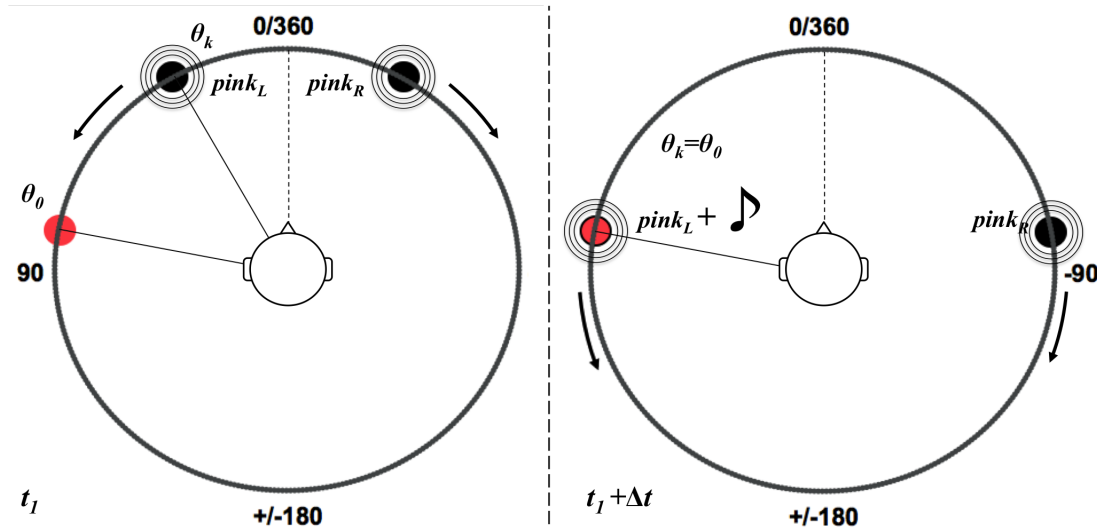 0/360
θk
pinkL
pinkR
θ0
90
t1
+/-180
0/360
θk=θ0
pinkL+
pinkR
-90
t1+Δt
+/-180